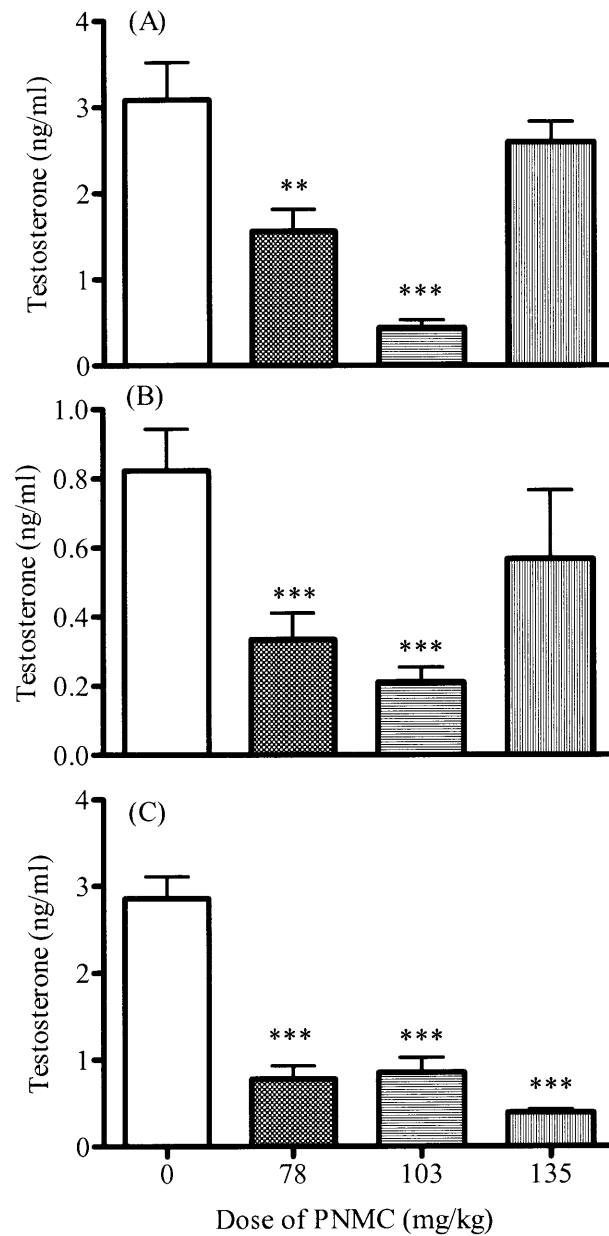 (A)
Testosterone (ng/ml)
4
3
2
1
0
**
***
(B)
Testosterone (ng/ml)
1.0
0.8
0.6
0.4
0.2
0.0
***
***
(C)
Testosterone (ng/ml)
4
3
2
1
0
***
***
***
0 78 103 135
Dose of PNMC (mg/kg)